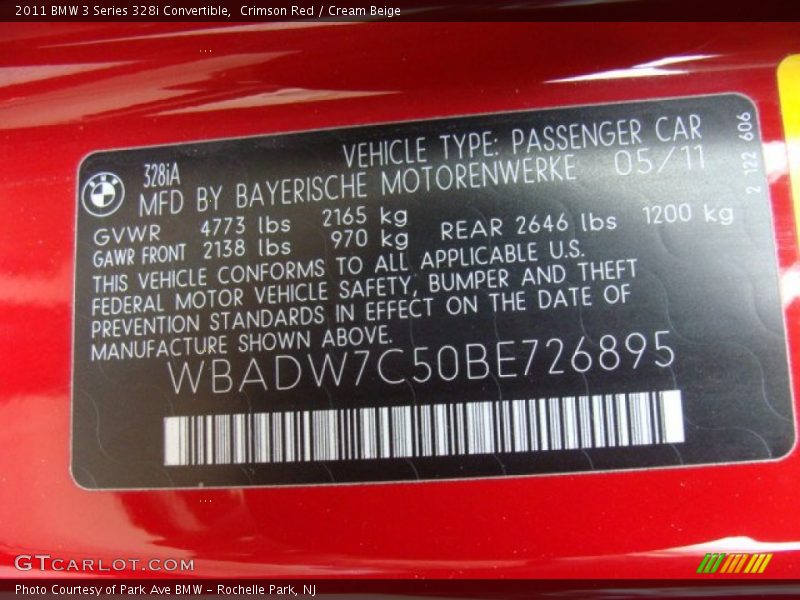 2011 BMW 3 Series 328i Convertible,  Crimson Red / Cream Beige
BMW
328iA
VEHICLE TYPE: PASSENGER CAR
MFD BY BAYERISCHE MOTORENWERKE 05/11
GVWR 4773 lbs 2165 kg
GAWR FRONT 2138 lbs 970 kg REAR 2646 lbs 1200 kg
THIS VEHICLE CONFORMS TO ALL APPLICABLE U.S.
FEDERAL MOTOR VEHICLE SAFETY, BUMPER AND THEFT
PREVENTION STANDARDS IN EFFECT ON THE DATE OF
MANUFACTURE SHOWN ABOVE.
WBADW7C50BE726895
2 122 606
GTCARLOT.COM
Photo Courtesy of Park Ave BMW - Rochelle Park, NJ